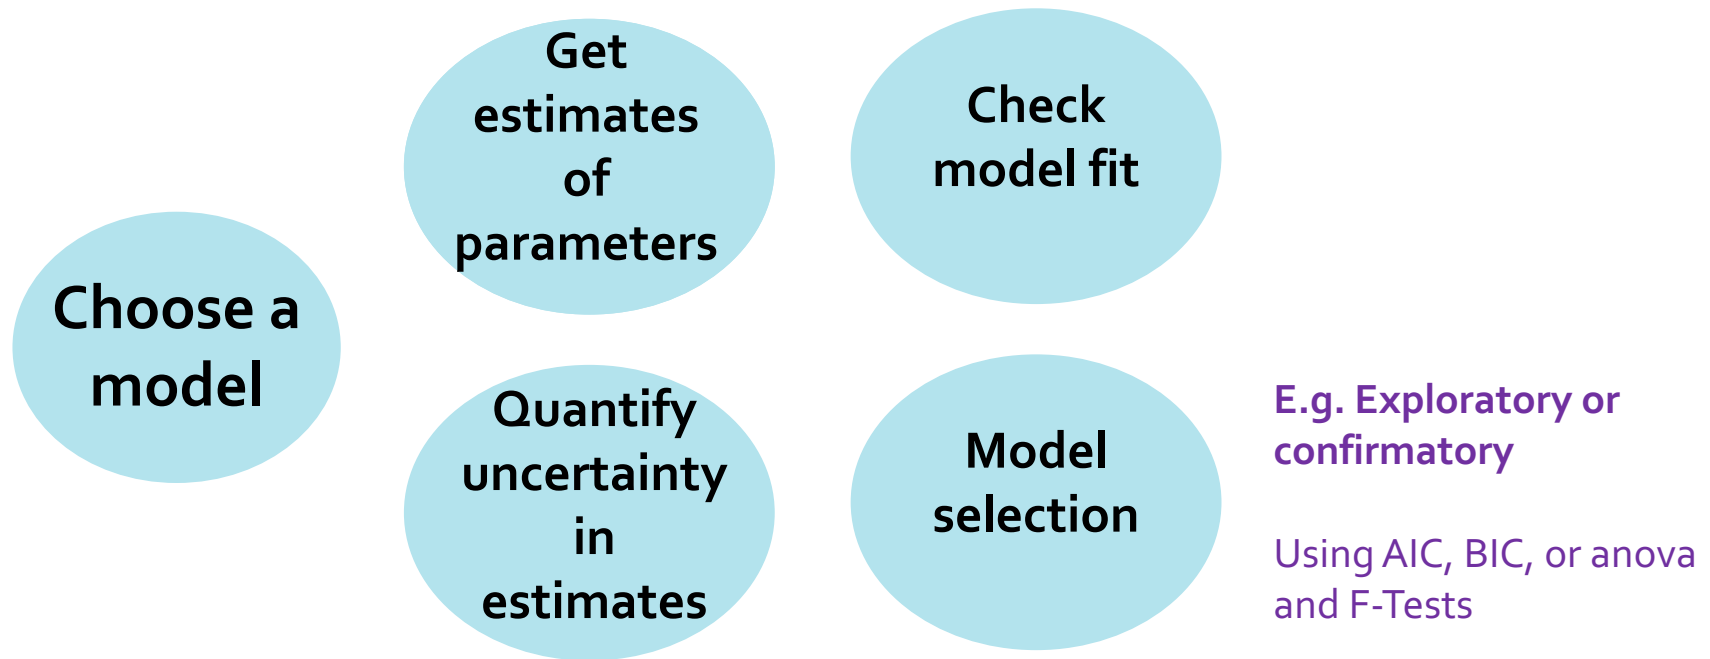 Choose a
model
Get
estimates
of
parameters
Quantify
uncertainty
in
estimates
Check
model fit
Model
selection
E.g. Exploratory or
confirmatory
Using AIC, BIC, or anova
and F-Tests